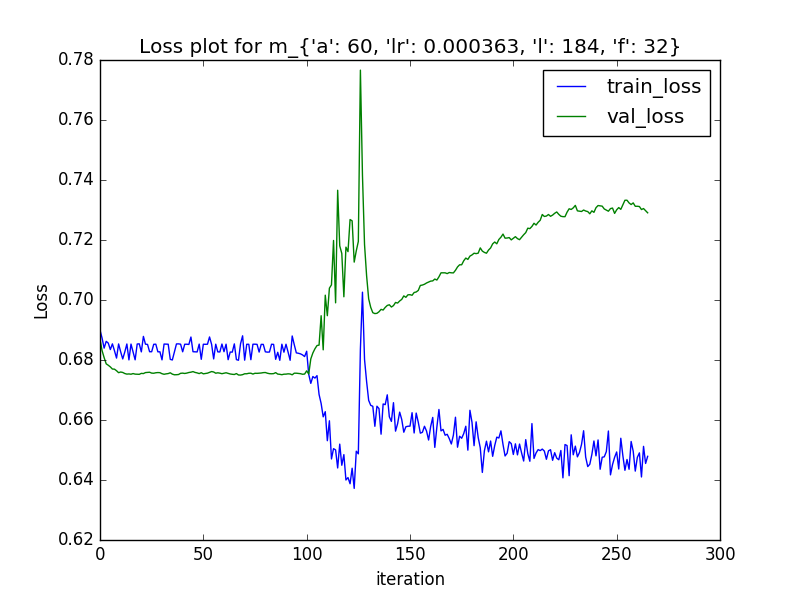 Loss plot for m_{'a': 60, 'lr': 0.000363, 'l': 184, 'f': 32}
0.78
0.76
0.74
0.72
0.70
0.68
0.66
0.64
0.62
Loss
train_loss
val_loss
0 50 100 150 200 250 300
iteration